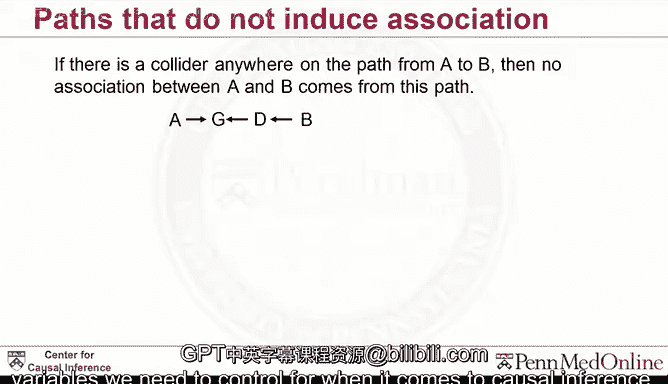 Paths that do not induce association
If there is a collider anywhere on the path from A to B, then no
association between A and B comes from this path.
A → G ← D ← B
Center for
Causal Inference
GPT中英字幕课程资源@bilibili.com
PennMedOnline
variables we need to control for when it comes to causal inference